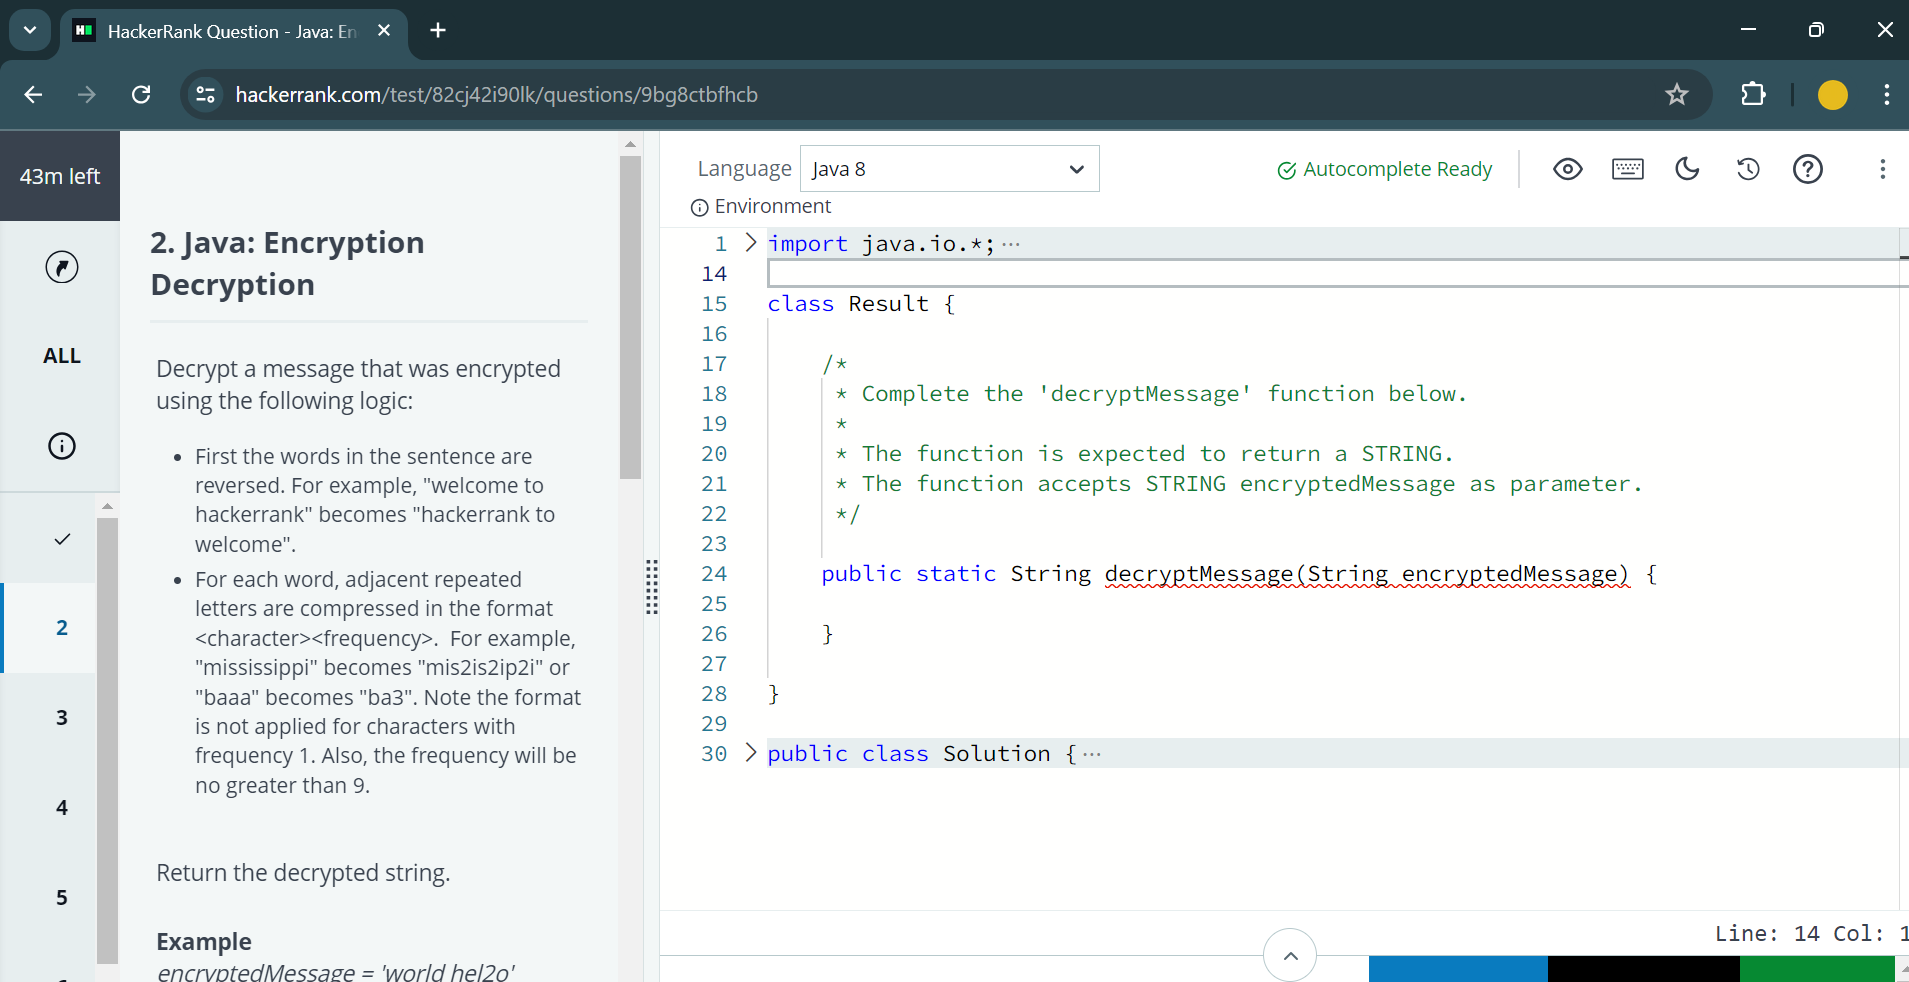 HackerRank Question - Java: En
hackerrank.com/test/82cj42i90lk/questions/9bg8ctbfhcb
43m left
ALL
2
3
4
5
2. Java: Encryption
Decryption
Decrypt a message that was encrypted
using the following logic:
• First the words in the sentence are
reversed. For example, "welcome to
hackerrank" becomes "hackerrank to
welcome".
• For each word, adjacent repeated
letters are compressed in the format
<character><frequency>. For example,
"mississippi" becomes "mis2is2ip2i" or
"baaa" becomes "ba3". Note the format
is not applied for characters with
frequency 1. Also, the frequency will be
no greater than 9.
Return the decrypted string.
Example
encryptedMessage = 'world hel2o'
Language Java 8
Autocomplete Ready
Environment
1 import java.io.*;···
14
15 class Result {
16
17 /*
18 * Complete the 'decryptMessage' function below.
19 *
20 * The function is expected to return a STRING.
21 * The function accepts STRING encryptedMessage as parameter.
22 */
23
24 public static String decryptMessage(String encryptedMessage) {
25
26 }
27
28 }
29
30 public class Solution {···
Line: 14 Col: 1